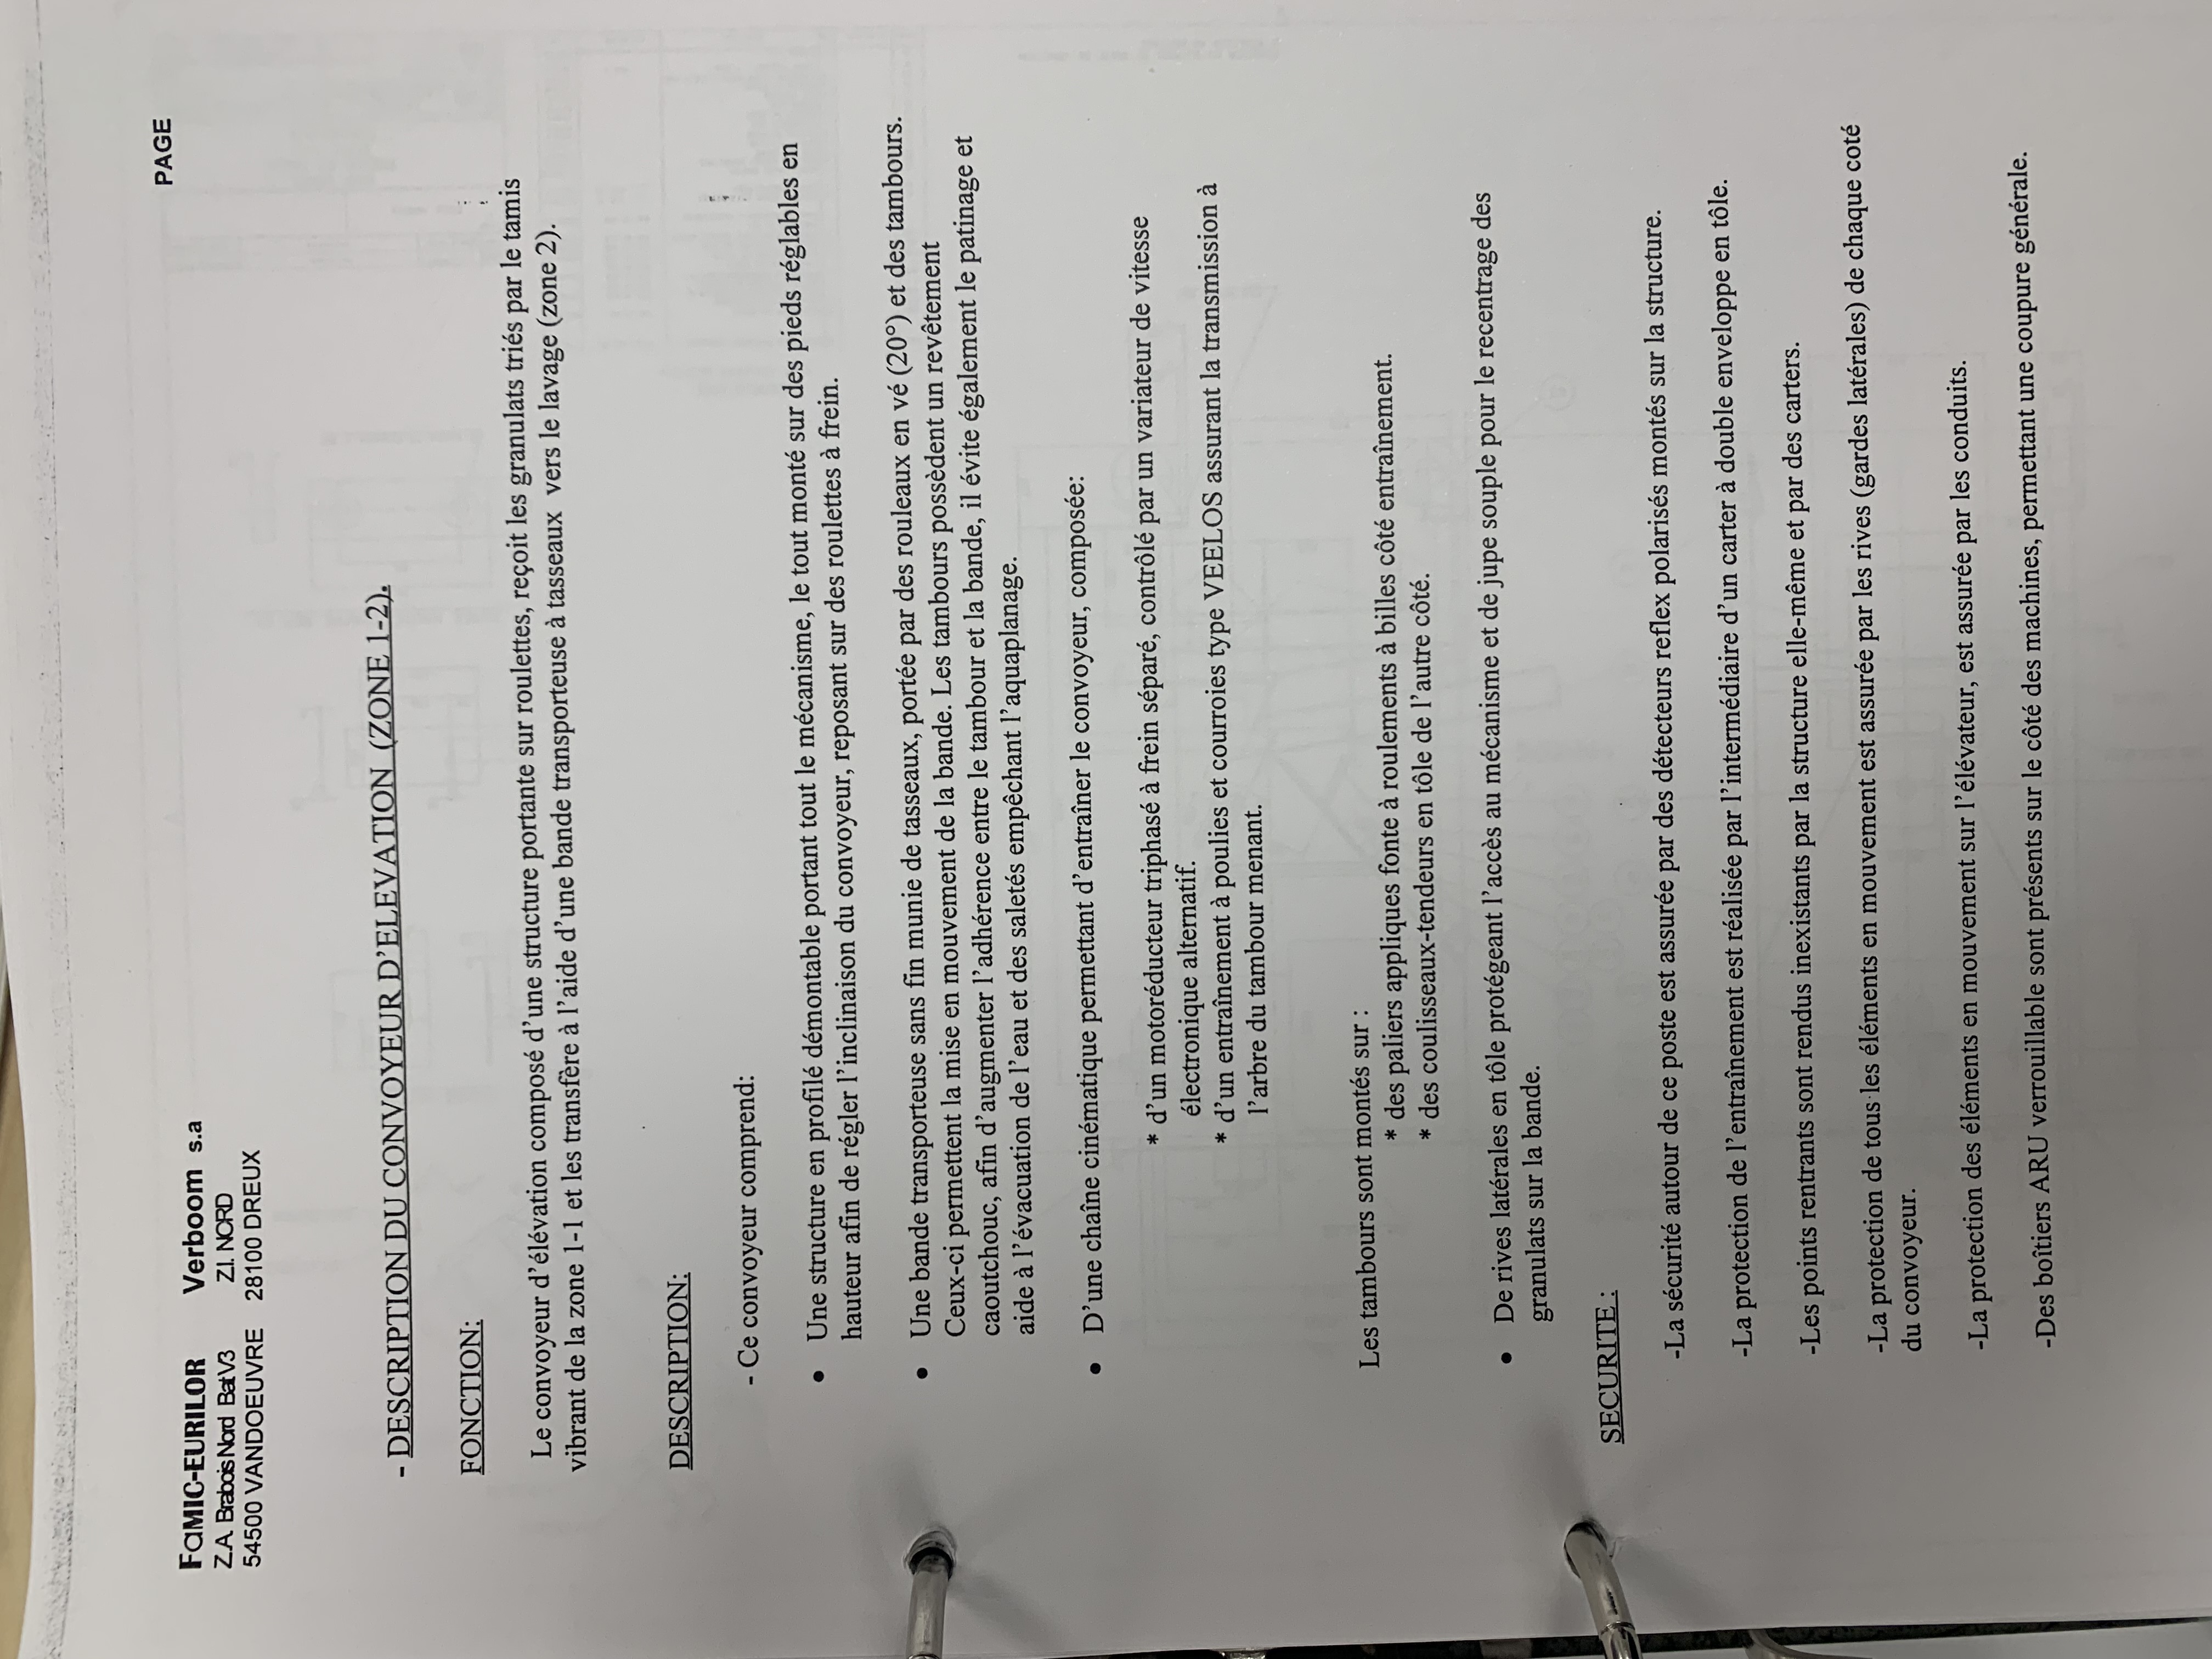 PAGE
FaMIC-EURILOR Verboom s.a
Z.A. Brabois Nord Bat V3 Z.I. NORD
54500 VANDOEUVRE 28100 DREUX
- DESCRIPTION DU CONVOYEUR D'ELEVATION (ZONE 1-2).
FONCTION:
Le convoyeur d'élévation composé d'une structure portante sur roulettes, reçoit les granulats triés par le tamis
vibrant de la zone 1-1 et les transfère à l'aide d'une bande transporteuse à tasseaux vers le lavage (zone 2).
DESCRIPTION:
- Ce convoyeur comprend:
• Une structure en profilé démontable portant tout le mécanisme, le tout monté sur des pieds réglables en
hauteur afin de régler l'inclinaison du convoyeur, reposant sur des roulettes à frein.
• Une bande transporteuse sans fin munie de tasseaux, portée par des rouleaux en vé (20°) et des tambours.
Ceux-ci permettent la mise en mouvement de la bande. Les tambours possèdent un revêtement
caoutchouc, afin d'augmenter l'adhérence entre le tambour et la bande, il évite également le patinage et
aide à l'évacuation de l'eau et des saletés empêchant l'aquaplanage.
• D'une chaîne cinématique permettant d'entraîner le convoyeur, composée:
* d'un motoréducteur triphasé à frein séparé, contrôlé par un variateur de vitesse
électronique alternatif.
* d'un entraînement à poulies et courroies type VEELOS assurant la transmission à
l'arbre du tambour menant.
Les tambours sont montés sur :
* des paliers appliques fonte à roulements à billes côté entraînement.
* des coulisseaux-tendeurs en tôle de l'autre côté.
• De rives latérales en tôle protégeant l'accès au mécanisme et de jupe souple pour le recentrage des
granulats sur la bande.
SECURITE :
-La sécurité autour de ce poste est assurée par des détecteurs reflex polarisés montés sur la structure.
-La protection de l'entraînement est réalisée par l'intermédiaire d'un carter à double enveloppe en tôle.
-Les points rentrants sont rendus inexistants par la structure elle-même et par des carters.
-La protection de tous les éléments en mouvement est assurée par les rives (gardes latérales) de chaque coté
du convoyeur.
-La protection des éléments en mouvement sur l'élévateur, est assurée par les conduits.
-Des boîtiers ARU verrouillable sont présents sur le côté des machines, permettant une coupure générale.